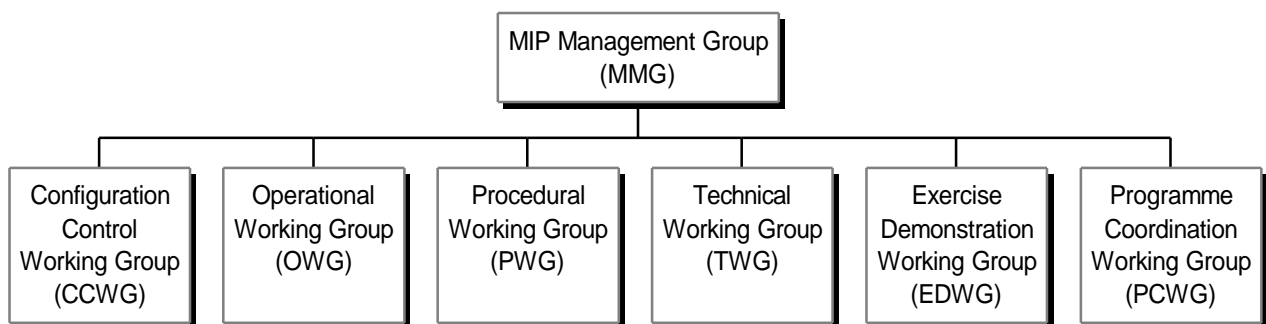 MIP Management Group
(MMG)
Configuration
Control
Working Group
(CCWG)
Operational
Working Group
(OWG)
Procedural
Working Group
(PWG)
Technical
Working Group
(TWG)
Exercise
Demonstration
Working Group
(EDWG)
Programme
Coordination
Working Group
(PCWG)